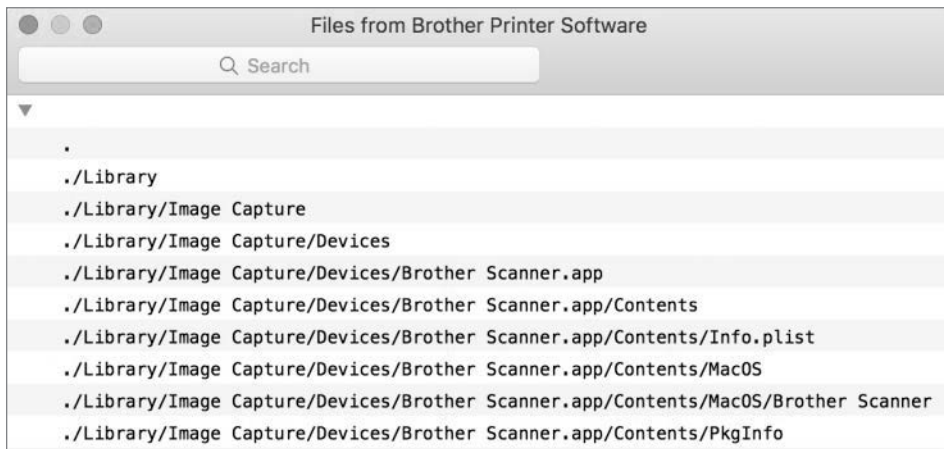 Files from Brother Printer Software
Search
.
./Library
./Library/Image Capture
./Library/Image Capture/Devices
./Library/Image Capture/Devices/Brother Scanner.app
./Library/Image Capture/Devices/Brother Scanner.app/Contents
./Library/Image Capture/Devices/Brother Scanner.app/Contents/Info.plist
./Library/Image Capture/Devices/Brother Scanner.app/Contents/MacOS
./Library/Image Capture/Devices/Brother Scanner.app/Contents/MacOS/Brother Scanner
./Library/Image Capture/Devices/Brother Scanner.app/Contents/PkgInfo